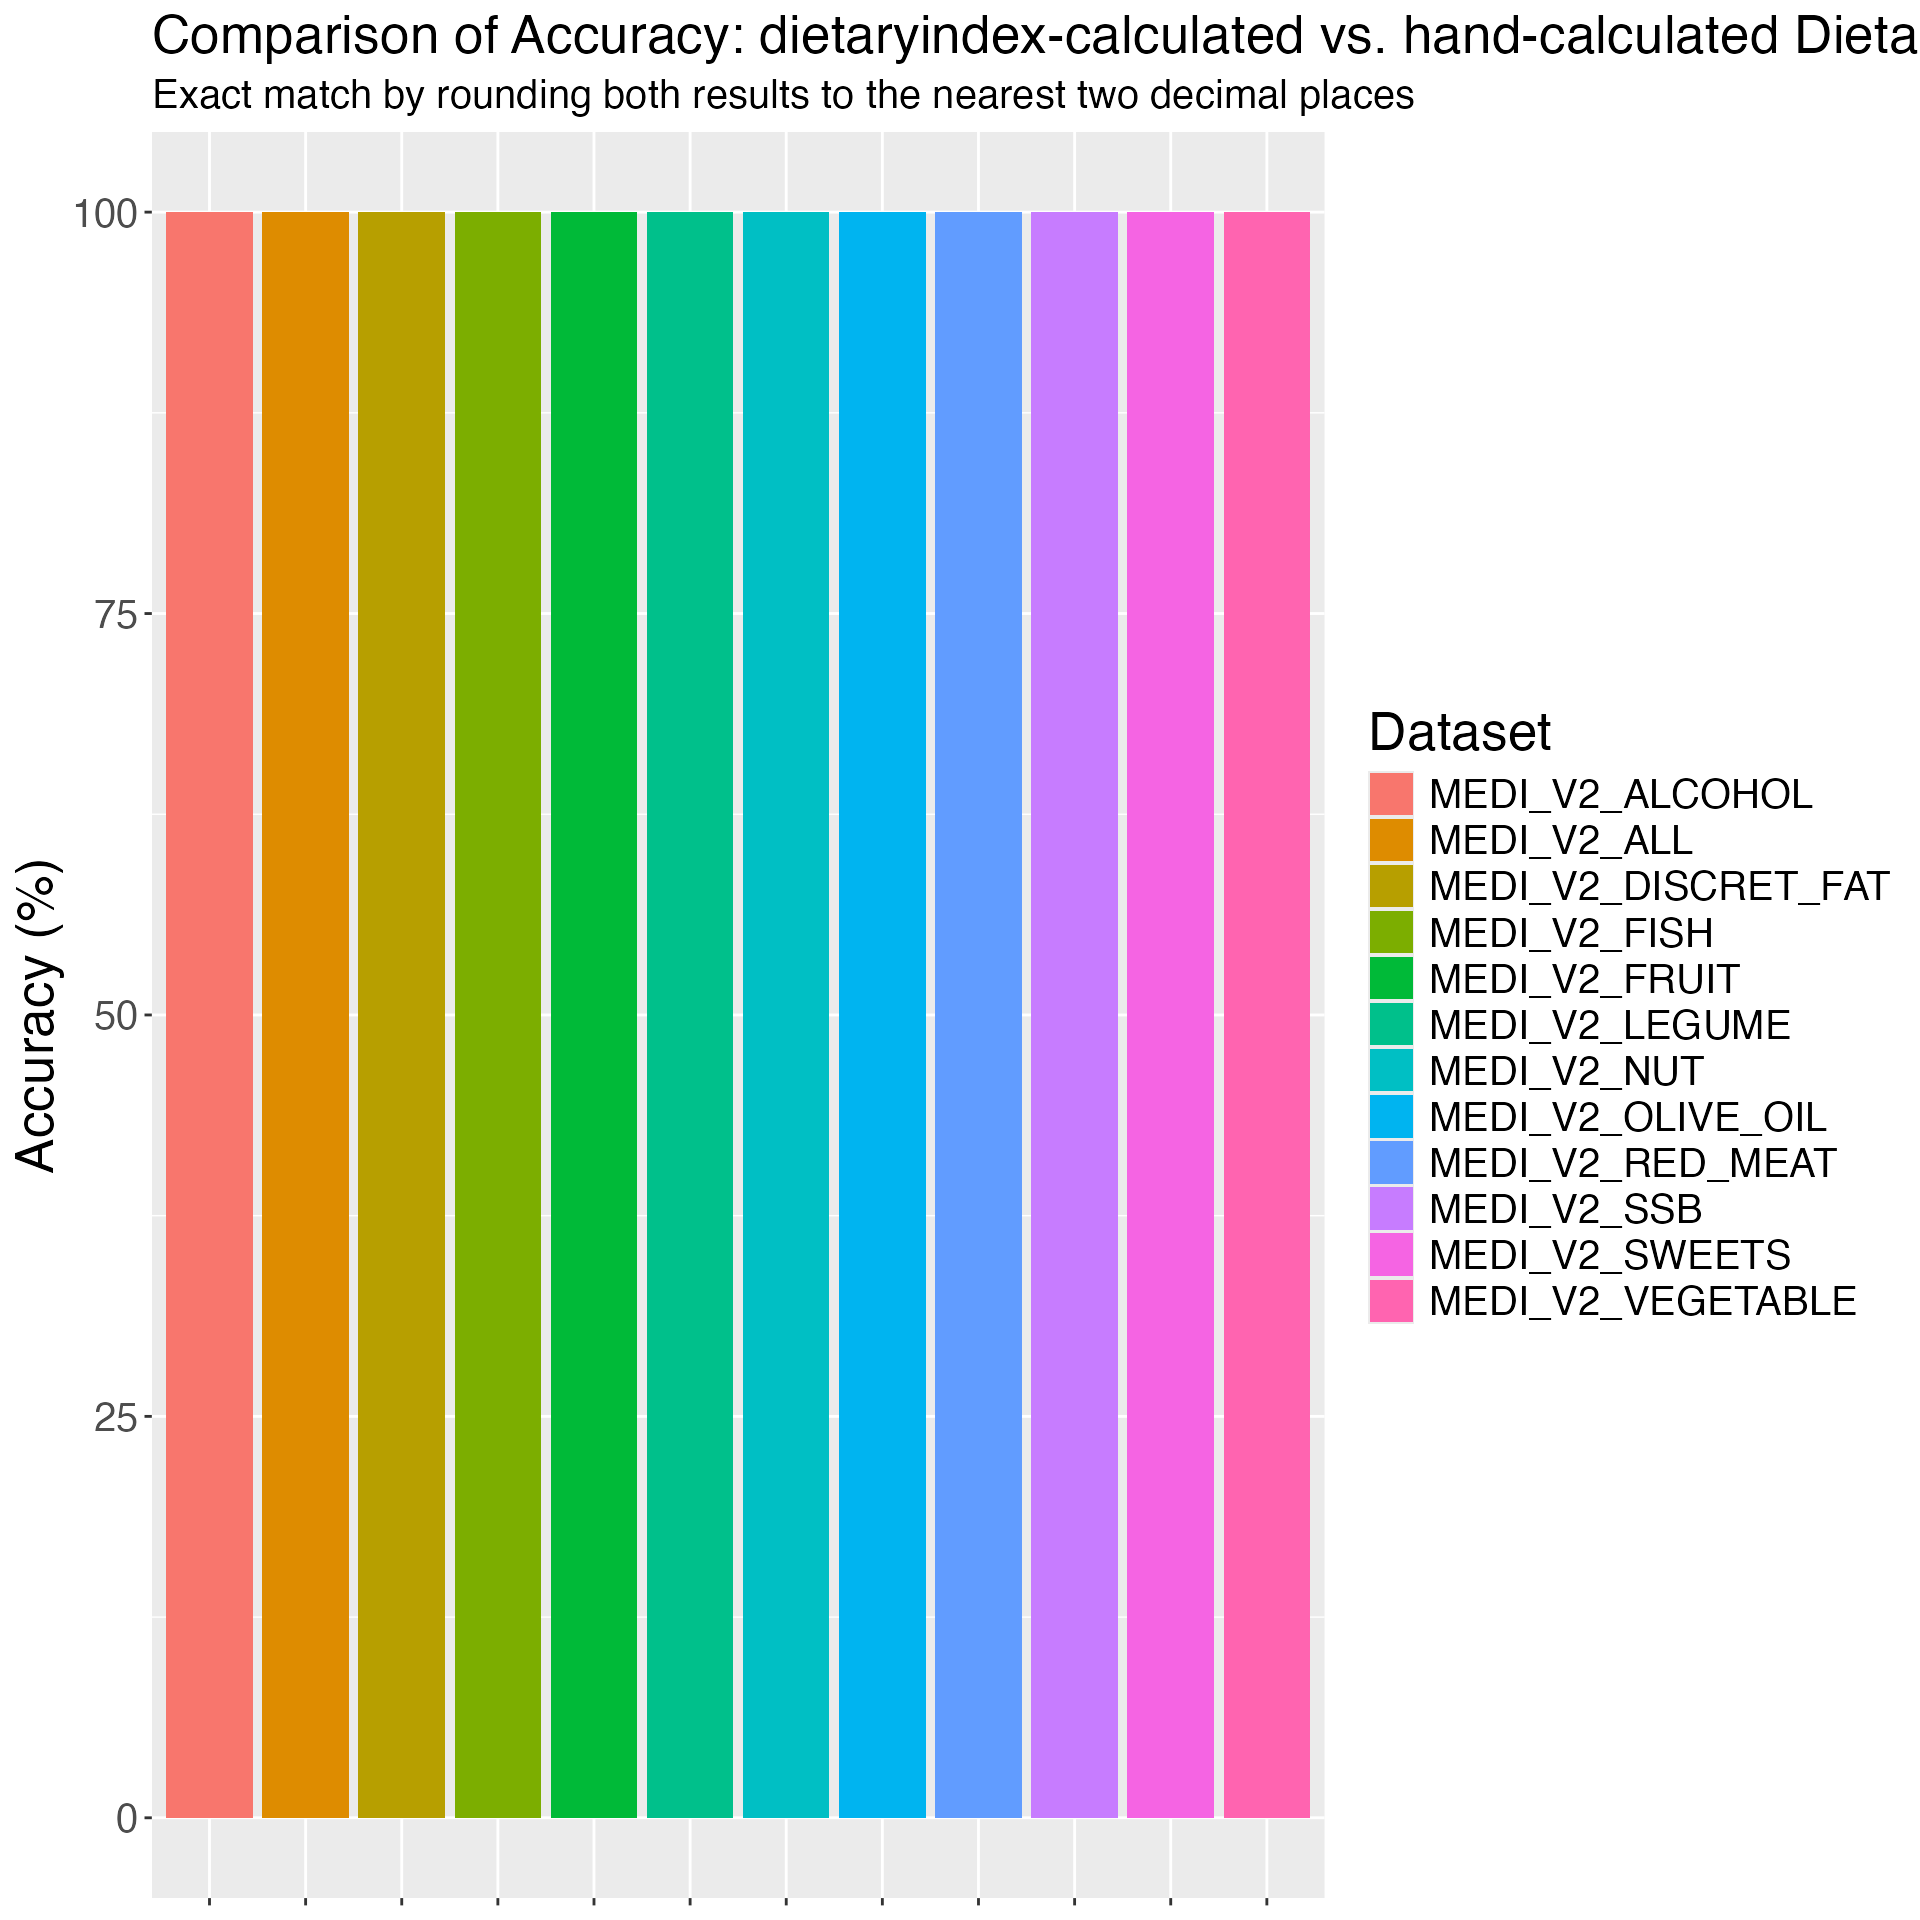 Comparison of Accuracy: dietaryindex-calculated vs. hand-calculated Dieta
Exact match by rounding both results to the nearest two decimal places
100
75
50
25
0
Accuracy (%)
Dataset
MEDI_V2_ALCOHOL
MEDI_V2_ALL
MEDI_V2_DISCRET_FAT
MEDI_V2_FISH
MEDI_V2_FRUIT
MEDI_V2_LEGUME
MEDI_V2_NUT
MEDI_V2_OLIVE_OIL
MEDI_V2_RED_MEAT
MEDI_V2_SSB
MEDI_V2_SWEETS
MEDI_V2_VEGETABLE